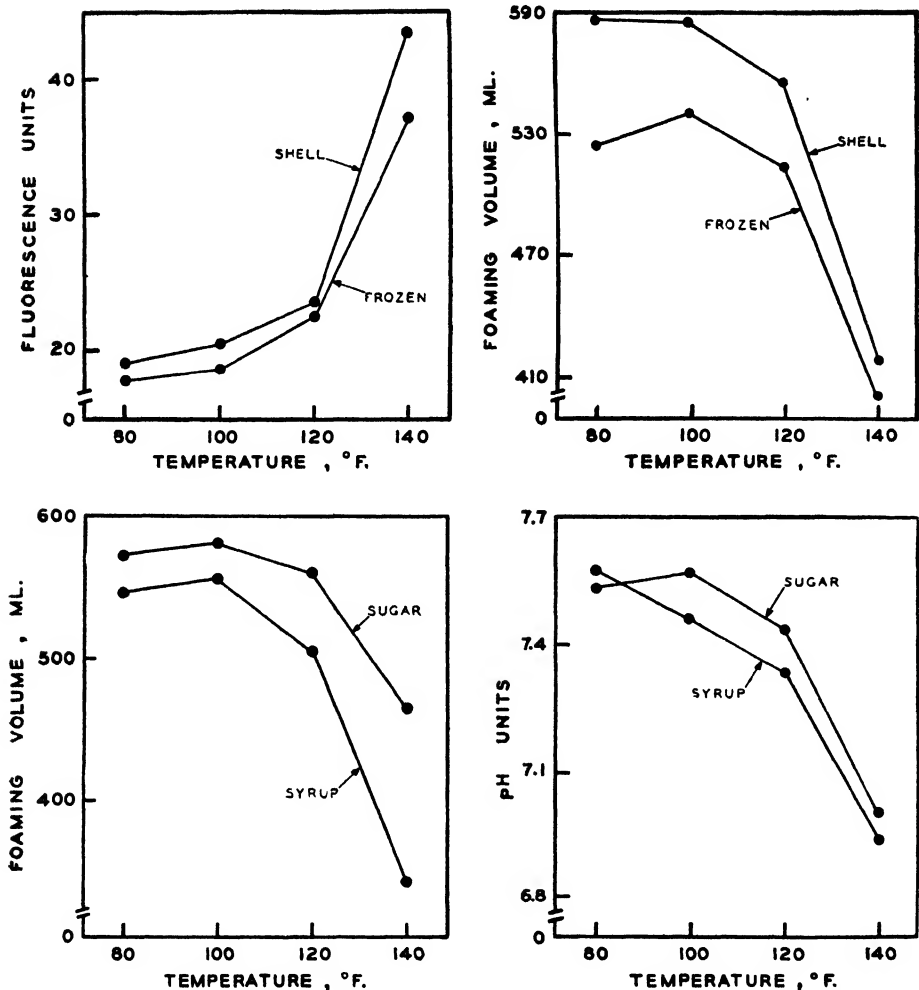 FLUORESCENCE UNITS
40
30
20
0
SHELL
FROZEN
80 100 120 140
TEMPERATURE , °F.
FOAMING VOLUME , ML.
590
530
470
410
0
SHELL
FROZEN
80 100 120 140
TEMPERATURE , °F.
FOAMING VOLUME , ML.
600
500
400
0
SUGAR
SYRUP
80 100 120 140
TEMPERATURE , °F.
pH UNITS
7.7
7.4
7.1
6.8
0
SUGAR
SYRUP
80 100 120 140
TEMPERATURE , °F.